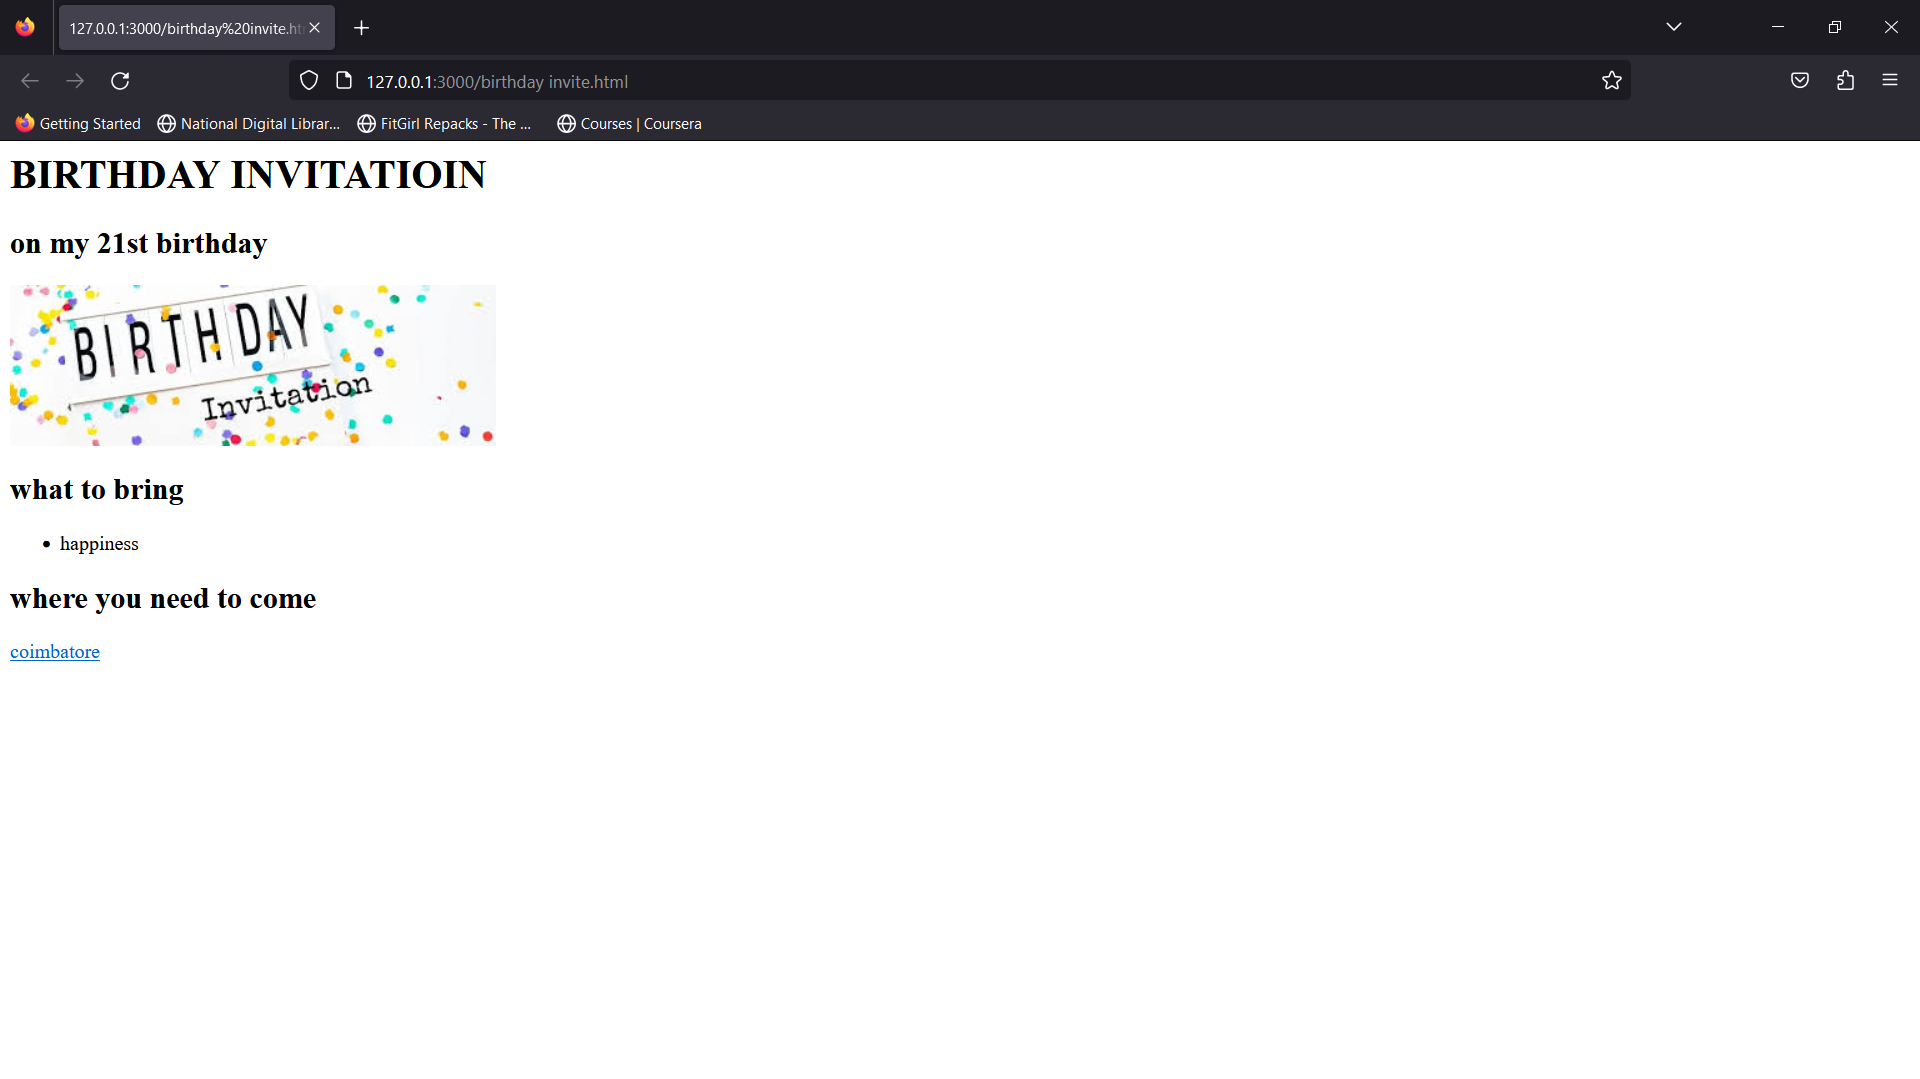 127.0.0.1:3000/birthday%20invite.ht
127.0.0.1:3000/birthday invite.html
Getting Started National Digital Librar... FitGirl Repacks - The ... Courses | Coursera
BIRTHDAY INVITATIOIN
on my 21st birthday
BIRTHDAY
Invitation
what to bring
• happiness
where you need to come
coimbatore